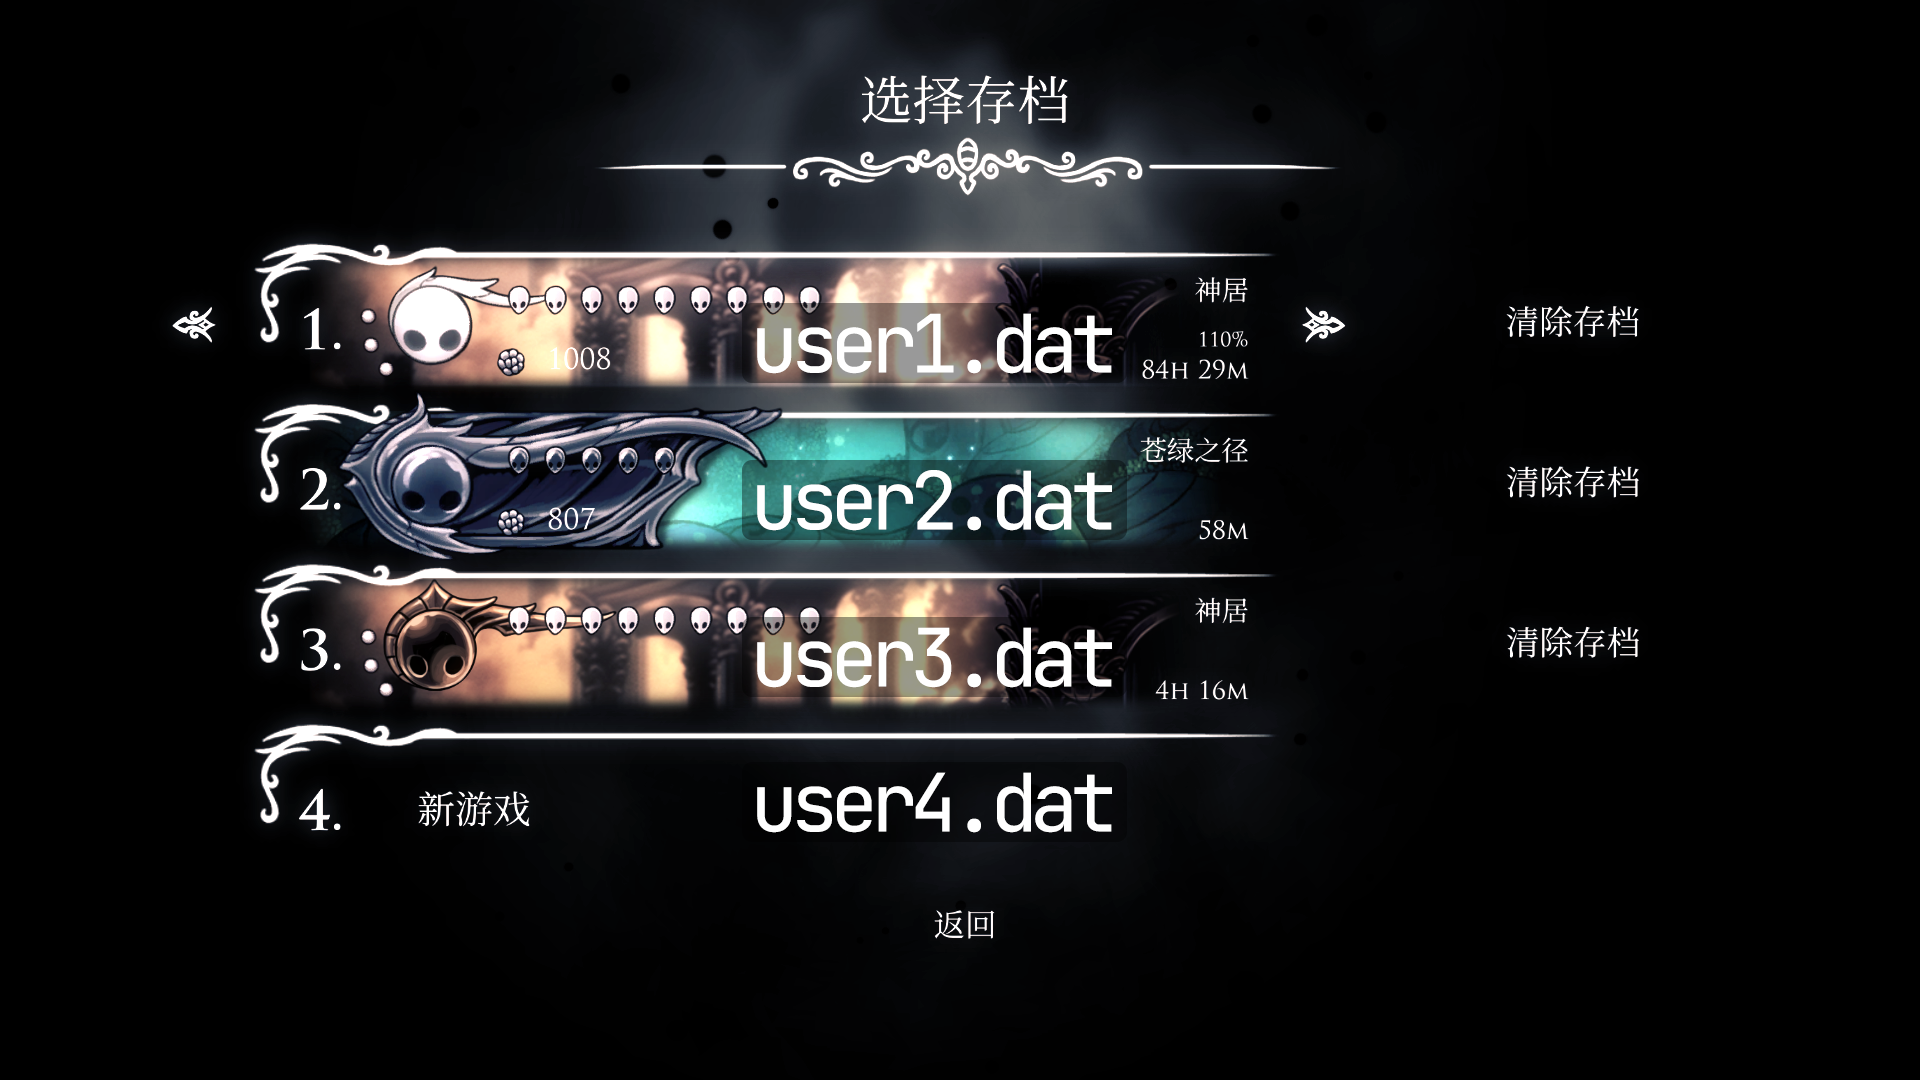 选择存档
1.
1008
user1.dat
神居
110%
84H 29M
清除存档
2.
807
user2.dat
苍绿之径
58M
清除存档
3.
user3.dat
神居
4H 16M
清除存档
4.
新游戏
user4.dat
返回